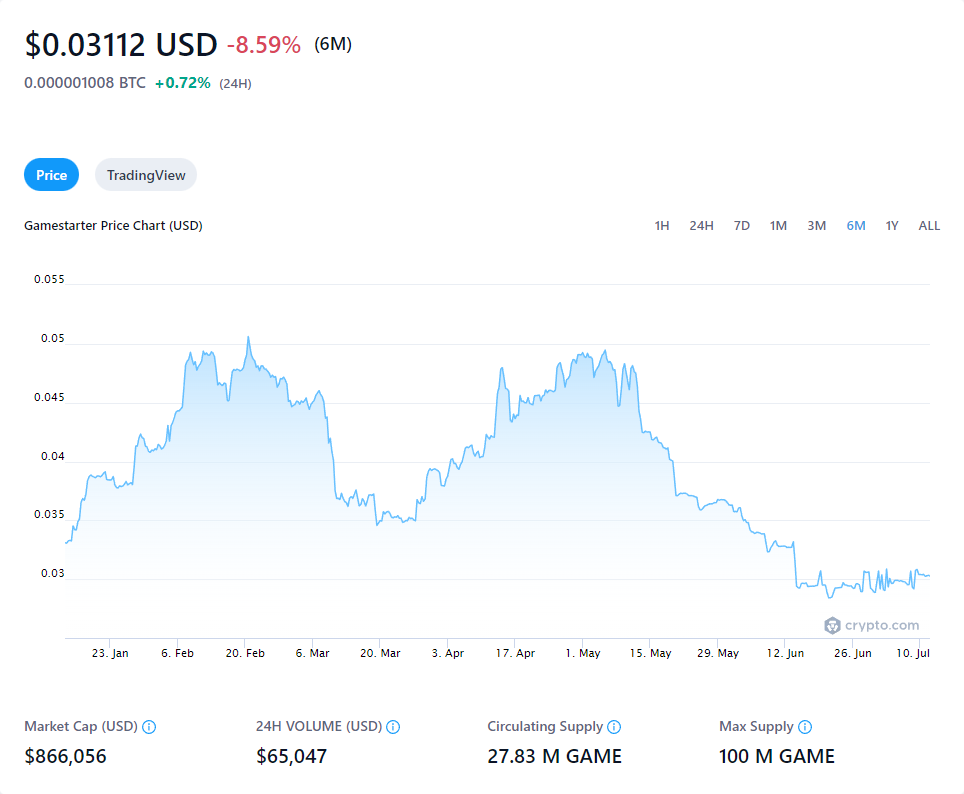 $0.03112 USD -8.59% (6M)
0.000001008 BTC +0.72% (24H)
Price TradingView
Gamestarter Price Chart (USD) 1H 24H 7D 1M 3M 6M 1Y ALL
0.055
0.05
0.045
0.04
0.035
0.03
crypto.com
23. Jan 6. Feb 20. Feb 6. Mar 20. Mar 3. Apr 17. Apr 1. May 15. May 29. May 12. Jun 26. Jun 10. Jul
Market Cap (USD) 24H VOLUME (USD) Circulating Supply Max Supply
$866,056 $65,047 27.83 M GAME 100 M GAME